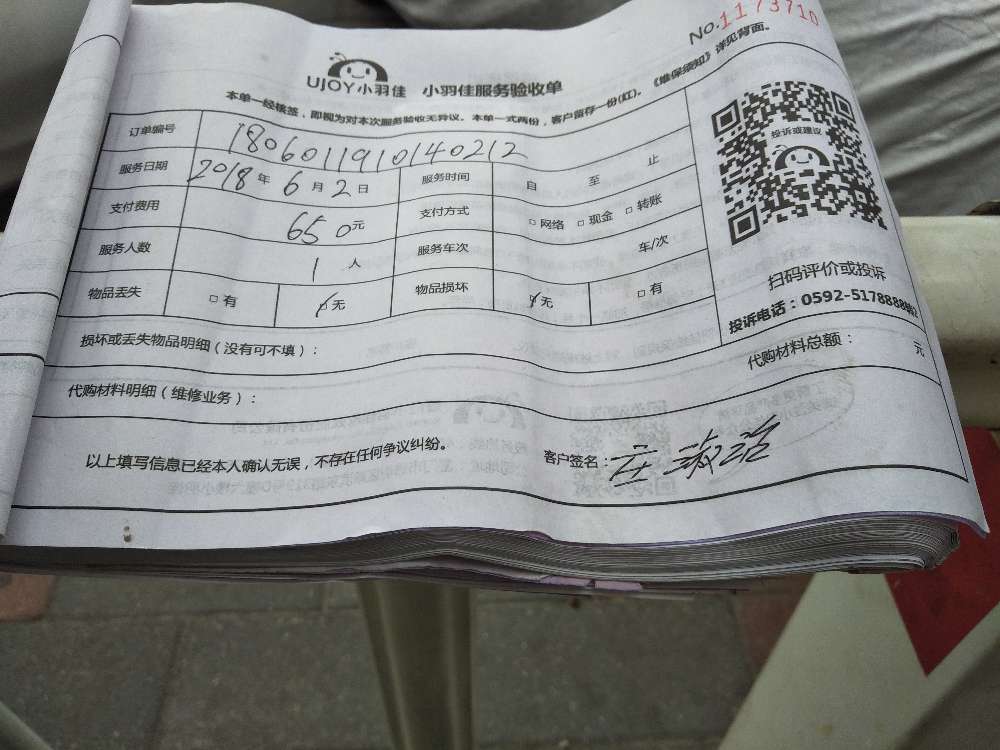 No.1173710
UJOY小羽佳 小羽佳服务验收单
本单一经核签，即视为对本次服务验收无异议。本单一式两份，客户留存一份(红)。《维保须知》详见背面。
订单编号 1806011910140212
服务日期 2018年6月2日 服务时间 自 至 止
支付费用 650元 支付方式 □网络 □现金 □转账
服务人数 1人 服务车次 车/次
物品丢失 □有 无 物品损坏 无 □有
投诉或建议
扫码评价或投诉
投诉电话：0592-5178888
损坏或丢失物品明细（没有可不填）：
代购材料明细（维修业务）： 代购材料总额： 元
以上填写信息已经本人确认无误，不存在任何争议纠纷。 客户签名：庄淑